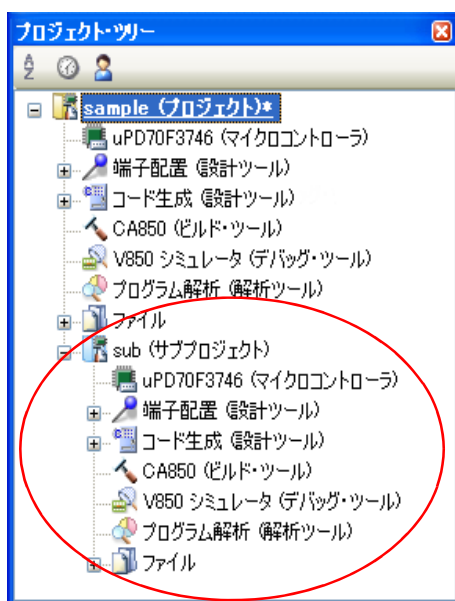 プロジェクト・ツリー
sample (プロジェクト)*
uPD70F3746 (マイクロコントローラ)
端子配置 (設計ツール)
コード生成 (設計ツール)
CA850 (ビルド・ツール)
V850 シミュレータ (デバッグ・ツール)
プログラム解析 (解析ツール)
ファイル
sub (サブプロジェクト)
uPD70F3746 (マイクロコントローラ)
端子配置 (設計ツール)
コード生成 (設計ツール)
CA850 (ビルド・ツール)
V850 シミュレータ (デバッグ・ツール)
プログラム解析 (解析ツール)
ファイル